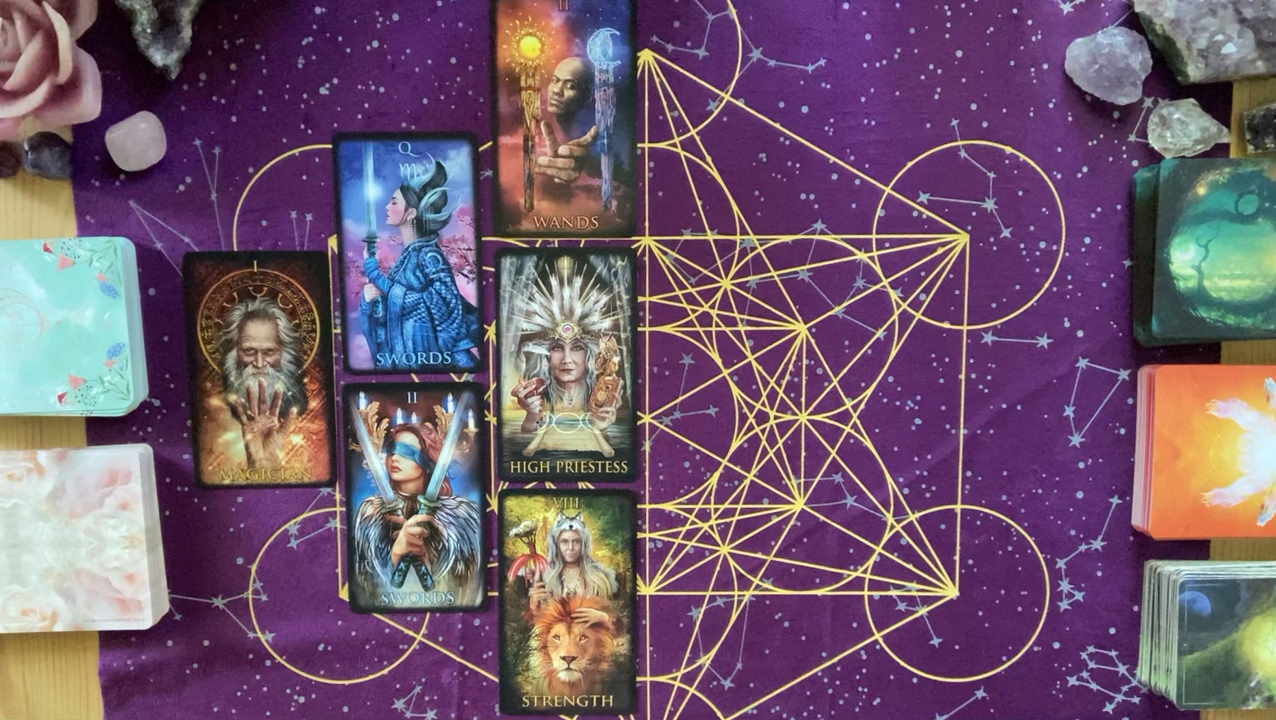 II
WANDS
Q
SWORDS
I
MAGICIAN
HIGH PRIESTESS
II
SWORDS
VIII
STRENGTH